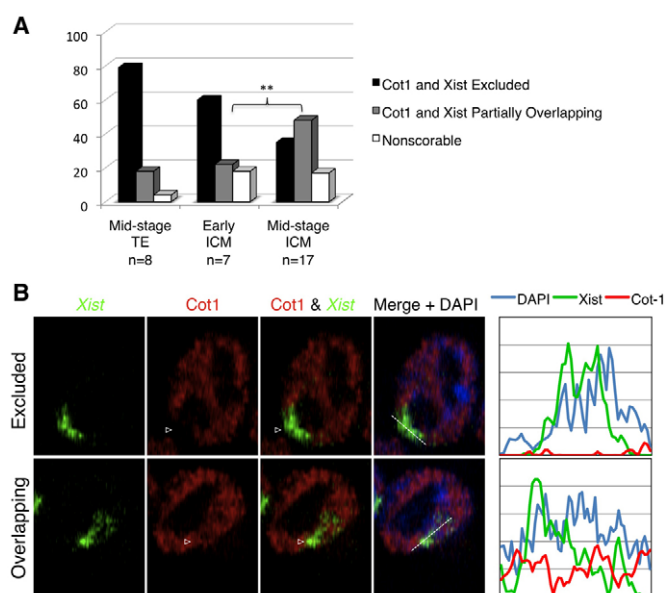 A
100
80
60
40
20
0
**
Cot1 and Xist Excluded
Cot1 and Xist Partially Overlapping
Nonscorable
Mid-stage TE n=8
Early ICM n=7
Mid-stage ICM n=17
B
Xist
Cot1
Cot1 & Xist
Merge + DAPI
DAPI Xist Cot-1
Excluded
Overlapping